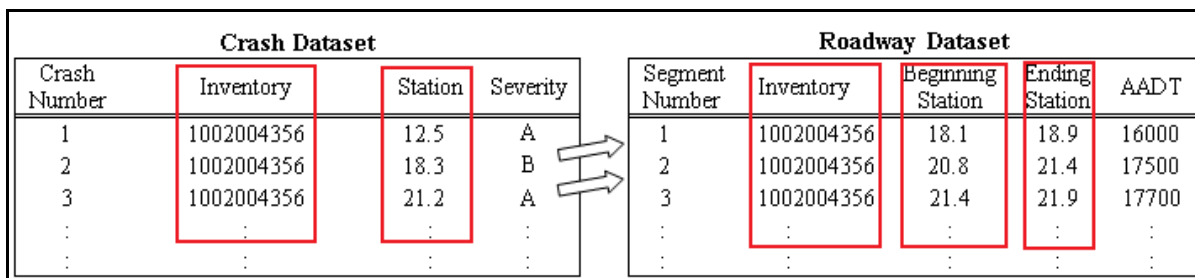 Crash Dataset Roadway Dataset
Crash Number Inventory Station Severity Segment Number Inventory Beginning Station Ending Station AADT
1 1002004356 12.5 A 1 1002004356 18.1 18.9 16000
2 1002004356 18.3 B 2 1002004356 20.8 21.4 17500
3 1002004356 21.2 A 3 1002004356 21.4 21.9 17700
: : : : : : : : :
: : : : : : : : :